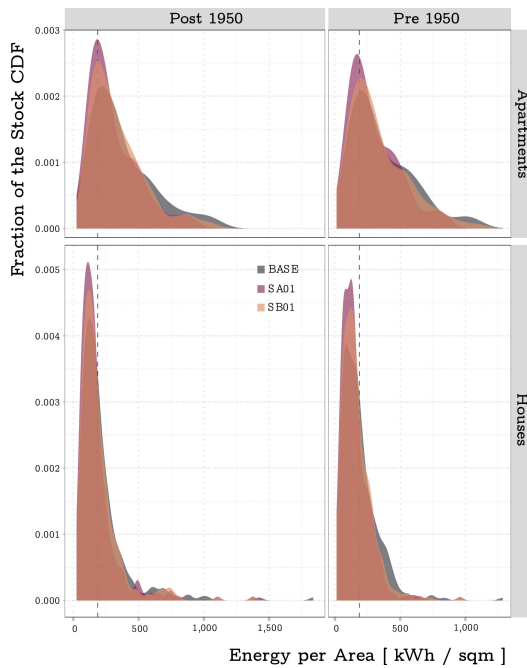 Post 1950
Pre 1950
Fraction of the Stock CDF
0.003
0.002
0.001
0.000
Apartments
0.005
0.004
0.003
0.002
0.001
0.000
BASE
SA01
SB01
Houses
0
500
1,000
1,500
0
500
1,000
Energy per Area [ kWh / sqm ]